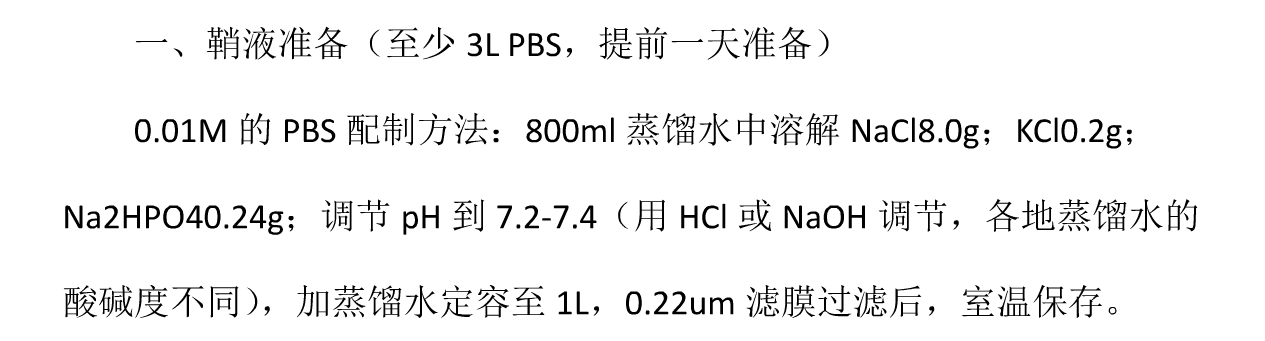 一、鞘液准备（至少 3L PBS，提前一天准备）
0.01M 的 PBS 配制方法：800ml 蒸馏水中溶解 NaCl8.0g；KCl0.2g；
Na2HPO40.24g；调节 pH 到 7.2-7.4（用 HCl 或 NaOH 调节，各地蒸馏水的
酸碱度不同），加蒸馏水定容至 1L，0.22um 滤膜过滤后，室温保存。